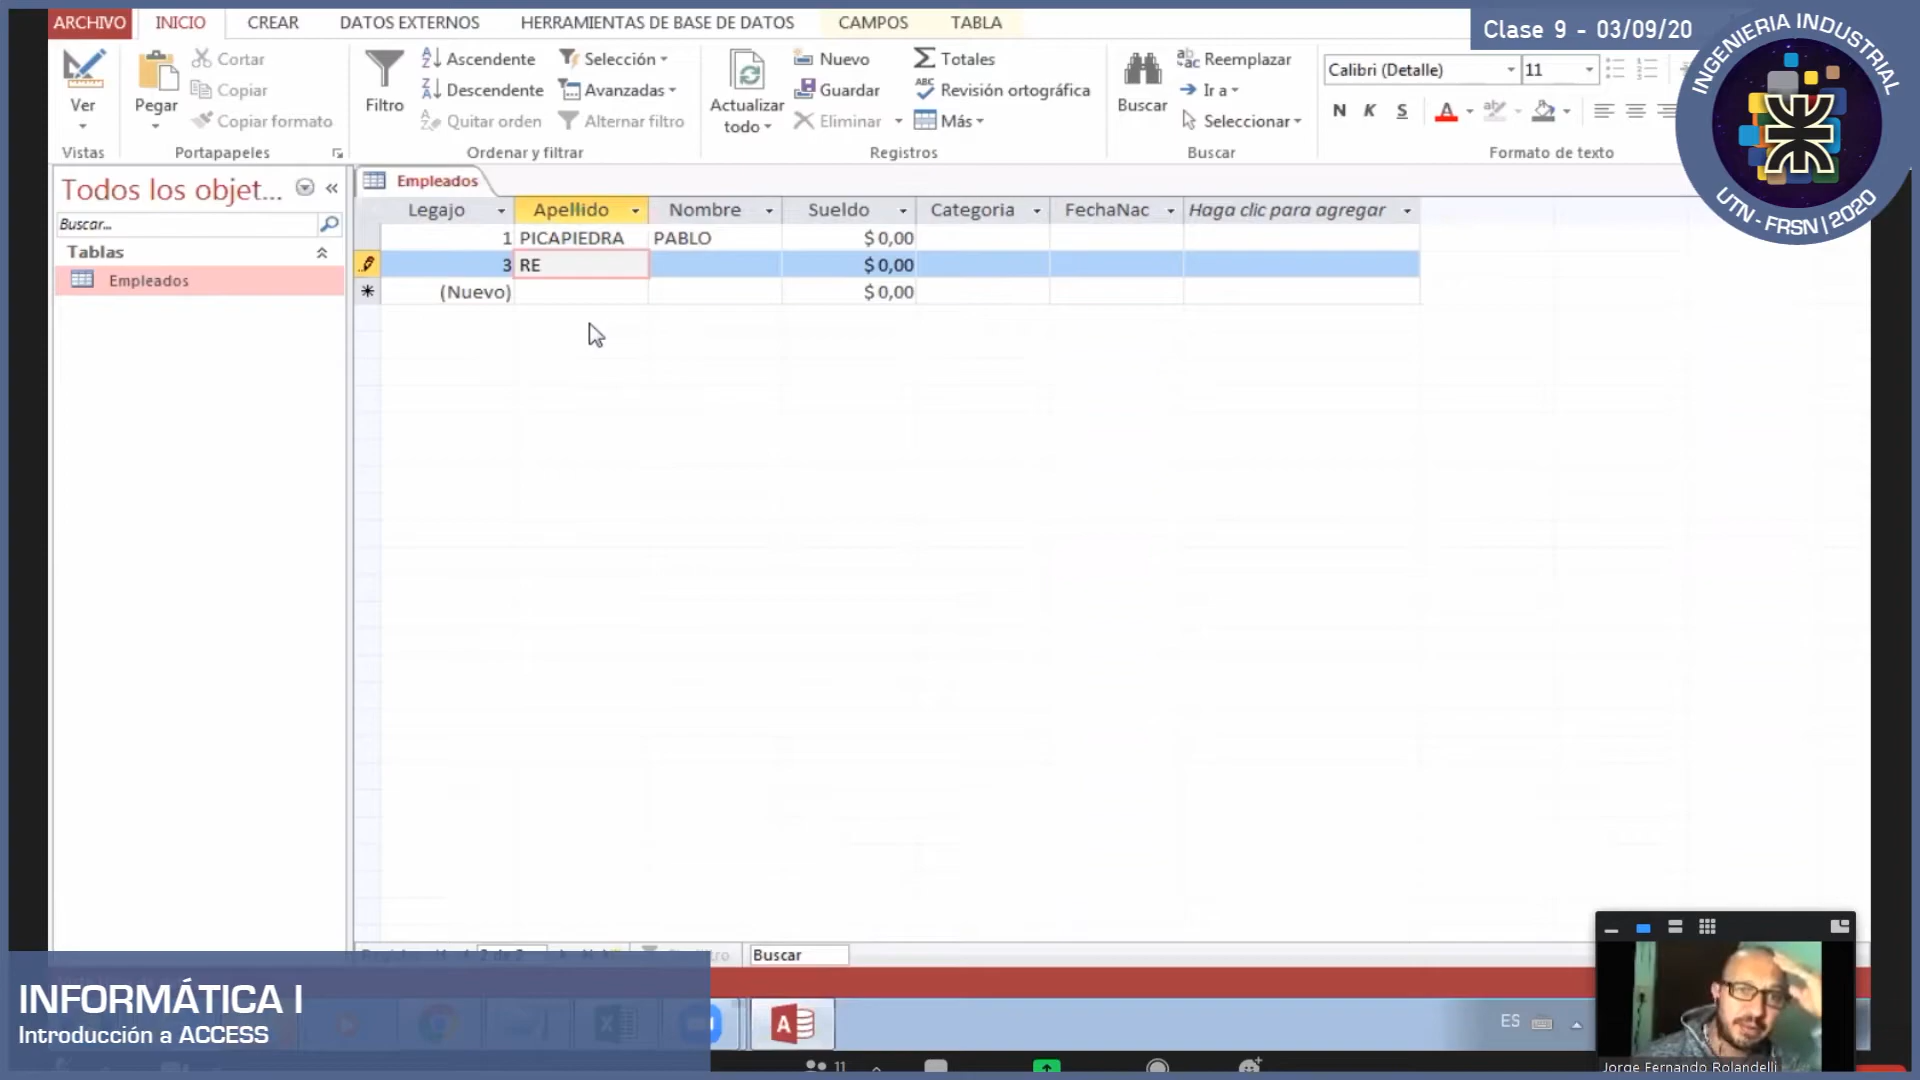 ARCHIVO INICIO CREAR DATOS EXTERNOS HERRAMIENTAS DE BASE DE DATOS CAMPOS TABLA
Clase 9 - 03/09/20
INGENIERIA INDUSTRIAL
UTN - FRSN | 2020
Ver
Vistas
Pegar
Cortar
Copiar
Copiar formato
Portapapeles
Filtro
Ascendente
Descendente
Quitar orden
Selección
Avanzadas
Alternar filtro
Ordenar y filtrar
Actualizar
todo
Nuevo
Guardar
Eliminar
Totales
Revisión ortográfica
Más
Registros
Buscar
Reemplazar
Ir a
Seleccionar
Buscar
Calibri (Detalle) 11
N K S A
Formato de texto
Todos los objet...
Buscar...
Tablas
Empleados
Empleados
Legajo Apellido Nombre Sueldo Categoria FechaNac Haga clic para agregar
1 PICAPIEDRA PABLO $ 0,00
3 RE $ 0,00
(Nuevo) $ 0,00
2 de 2
Buscar
INFORMÁTICA I
Introducción a ACCESS
ES
11
Jorge Fernando Rolandelli